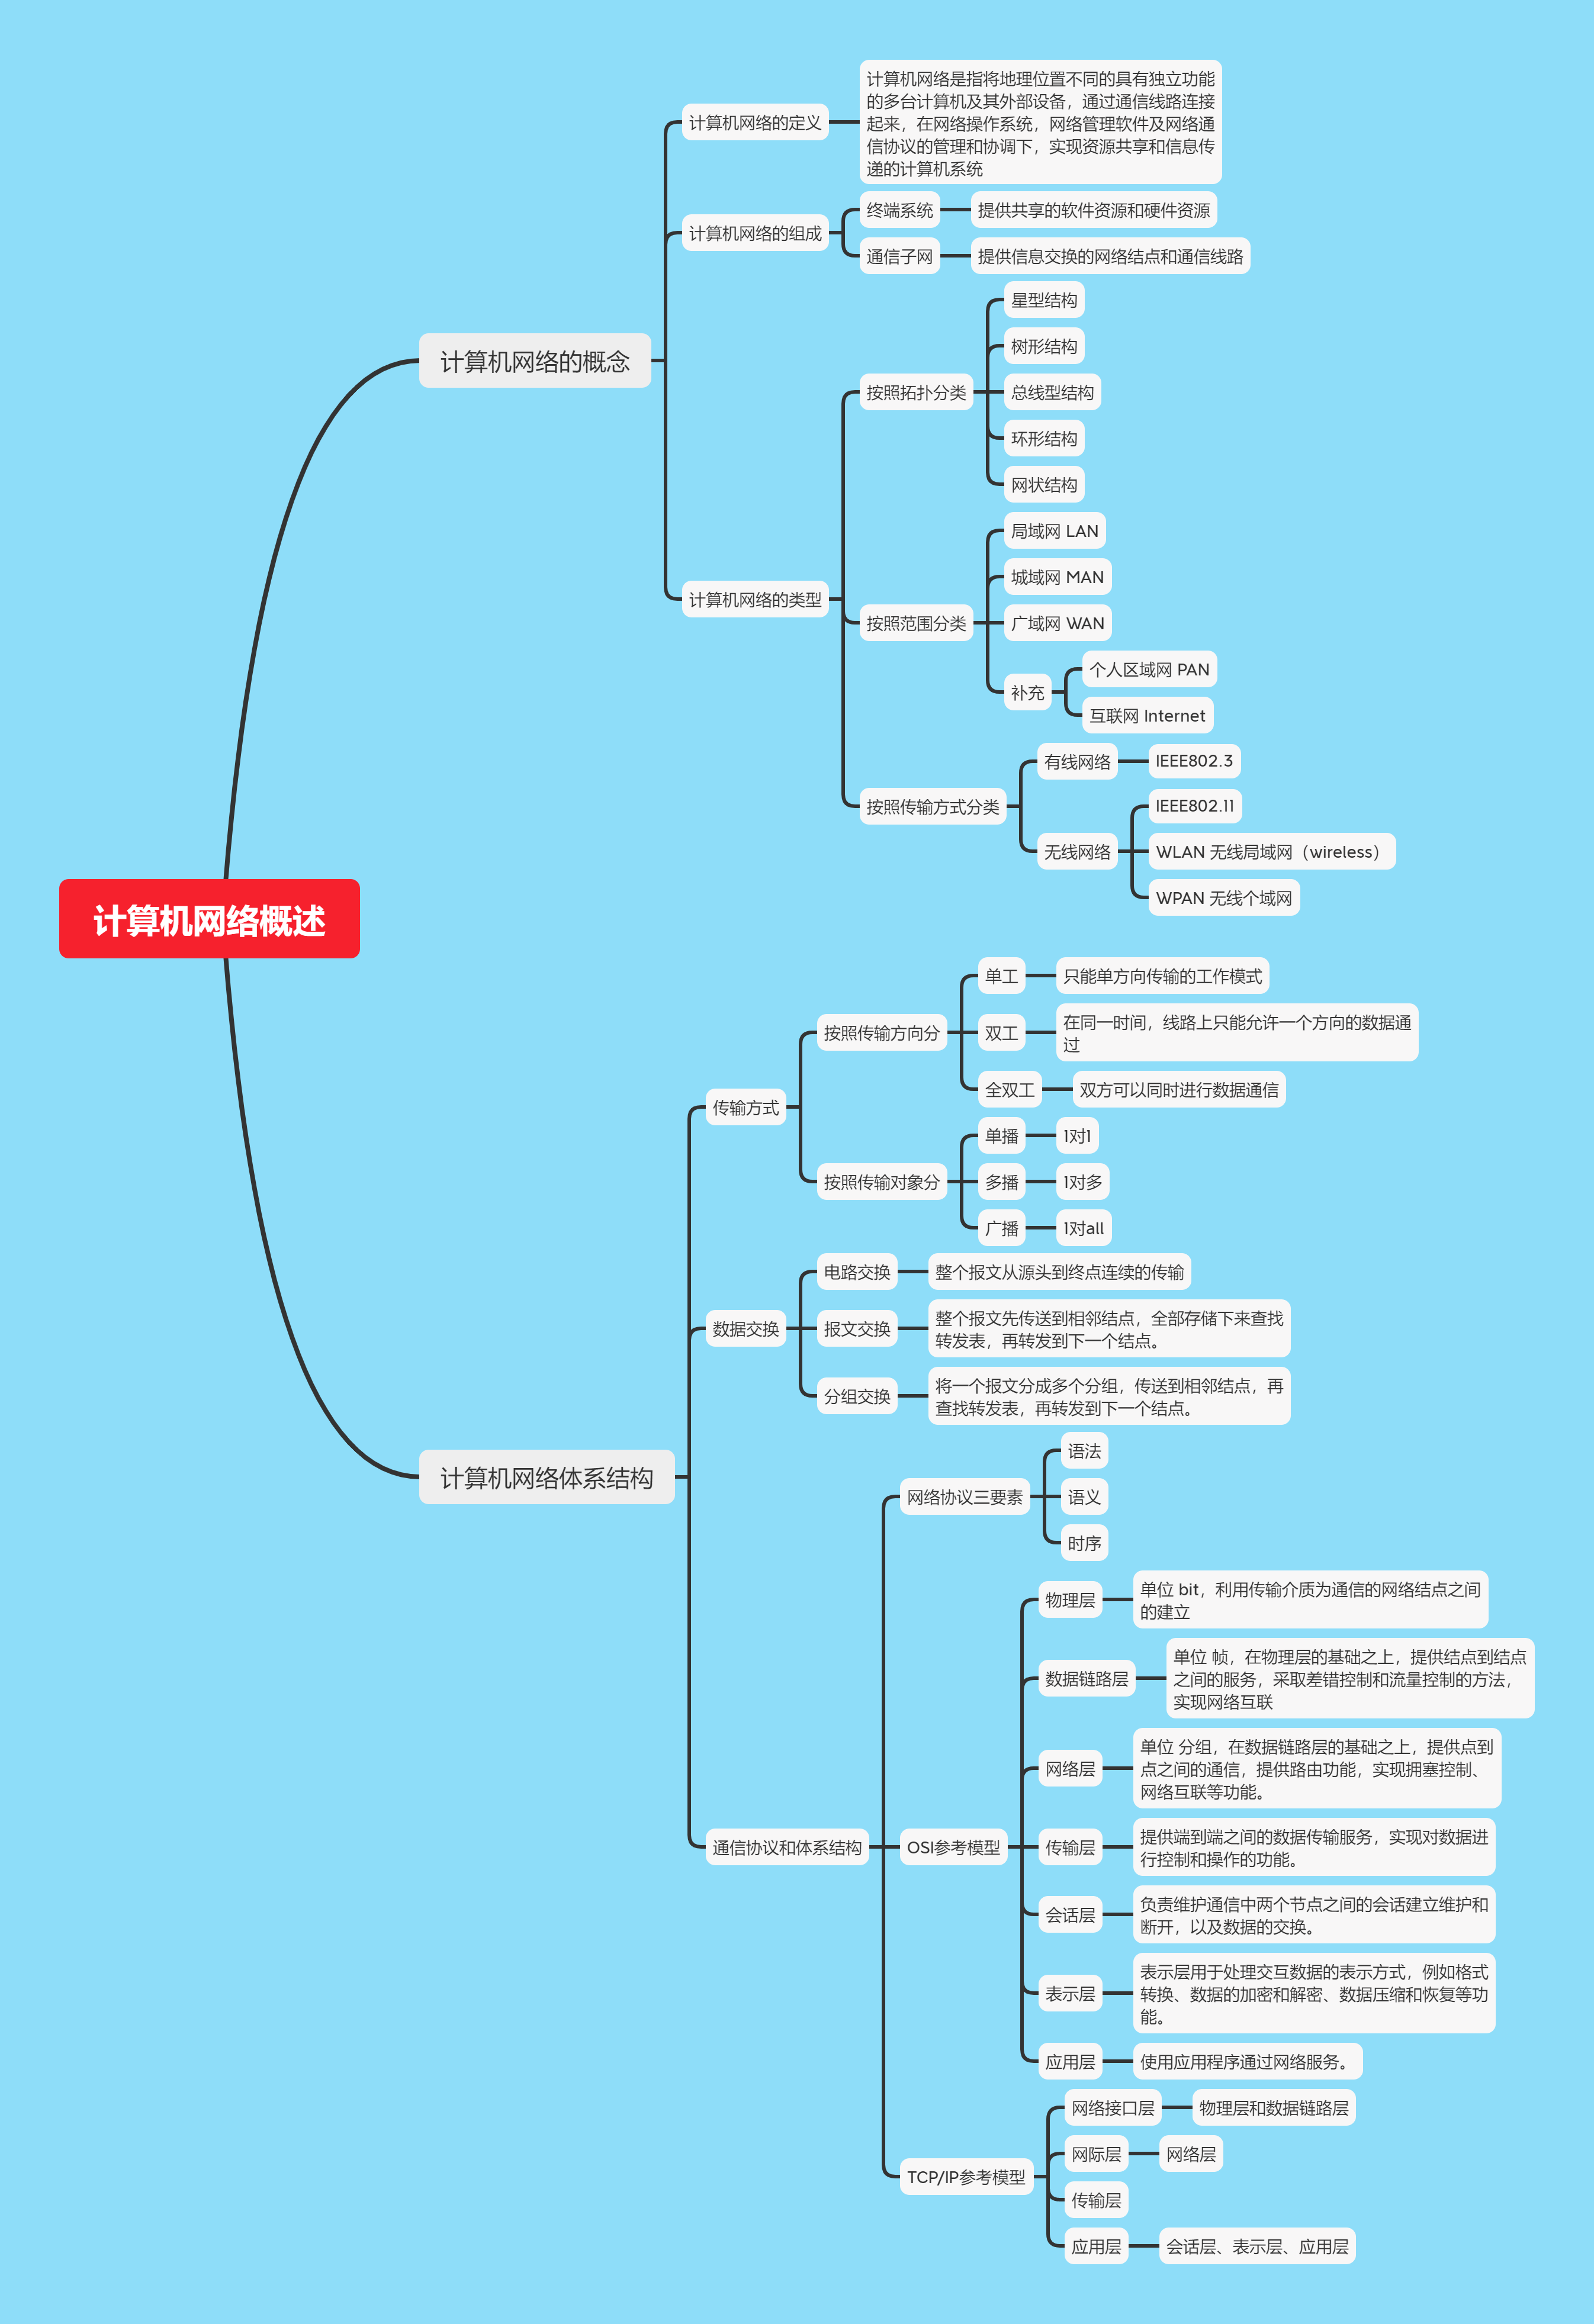 计算机网络概述
计算机网络的概念
计算机网络的定义
计算机网络是指将地理位置不同的具有独立功能
的多台计算机及其外部设备，通过通信线路连接
起来，在网络操作系统，网络管理软件及网络通
信协议的管理和协调下，实现资源共享和信息传
递的计算机系统
计算机网络的组成
终端系统
提供共享的软件资源和硬件资源
通信子网
提供信息交换的网络结点和通信线路
计算机网络的类型
按照拓扑分类
星型结构
树形结构
总线型结构
环形结构
网状结构
按照范围分类
局域网 LAN
城域网 MAN
广域网 WAN
补充
个人区域网 PAN
互联网 Internet
按照传输方式分类
有线网络
IEEE802.3
无线网络
IEEE802.11
WLAN 无线局域网（wireless）
WPAN 无线个域网
计算机网络体系结构
传输方式
按照传输方向分
单工
只能单方向传输的工作模式
双工
在同一时间，线路上只能允许一个方向的数据通
过
全双工
双方可以同时进行数据通信
按照传输对象分
单播
1对1
多播
1对多
广播
1对all
数据交换
电路交换
整个报文从源头到终点连续的传输
报文交换
整个报文先传送到相邻结点，全部存储下来查找
转发表，再转发到下一个结点。
分组交换
将一个报文分成多个分组，传送到相邻结点，再
查找转发表，再转发到下一个结点。
通信协议和体系结构
网络协议三要素
语法
语义
时序
OSI参考模型
物理层
单位 bit，利用传输介质为通信的网络结点之间
的建立
数据链路层
单位 帧，在物理层的基础之上，提供结点到结点
之间的服务，采取差错控制和流量控制的方法，
实现网络互联
网络层
单位 分组，在数据链路层的基础之上，提供点到
点之间的通信，提供路由功能，实现拥塞控制、
网络互联等功能。
传输层
提供端到端之间的数据传输服务，实现对数据进
行控制和操作的功能。
会话层
负责维护通信中两个节点之间的会话建立维护和
断开，以及数据的交换。
表示层
表示层用于处理交互数据的表示方式，例如格式
转换、数据的加密和解密、数据压缩和恢复等功
能。
应用层
使用应用程序通过网络服务。
TCP/IP参考模型
网络接口层
物理层和数据链路层
网际层
网络层
传输层
应用层
会话层、表示层、应用层